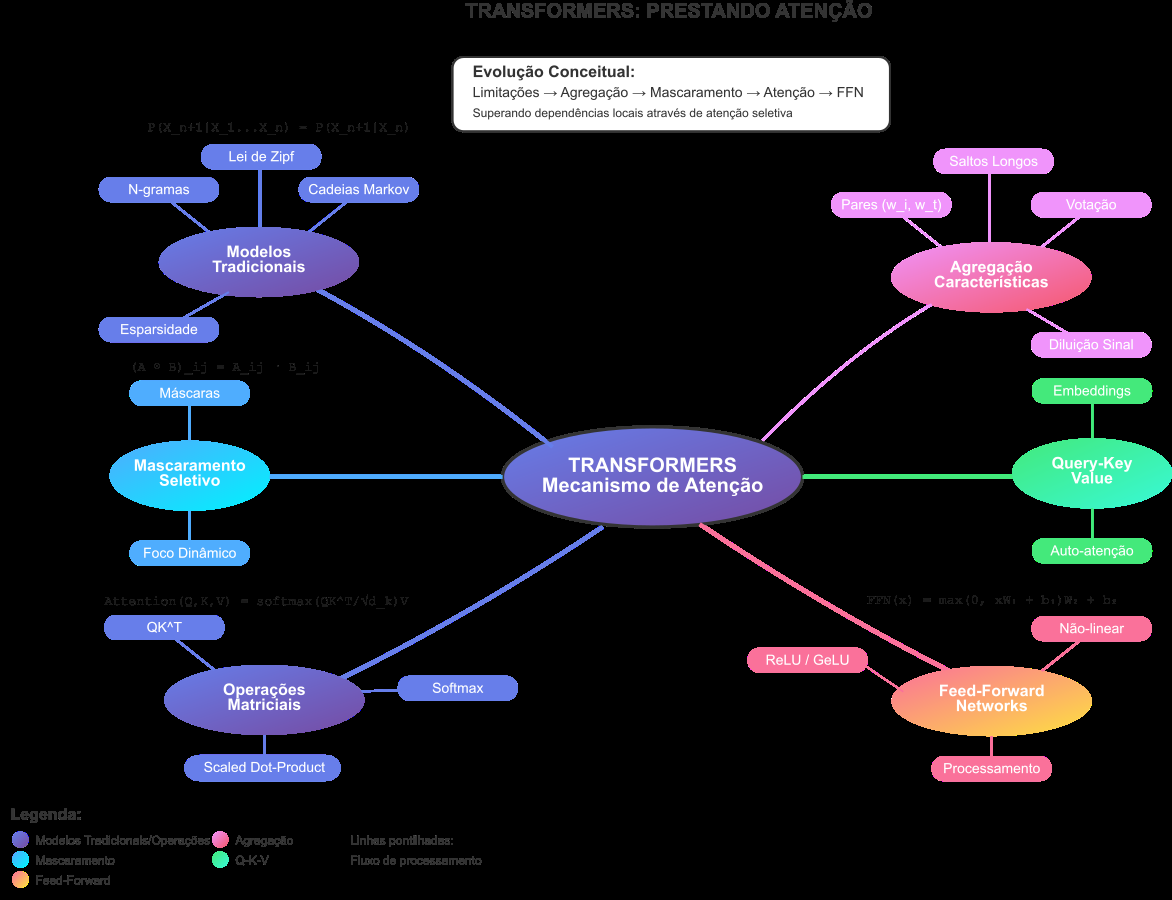 TRANSFORMERS: PRESTANDO ATENÇÃO
Evolução Conceitual:
Limitações → Agregação → Mascaramento → Atenção → FFN
Superando dependências locais através de atenção seletiva
P(X_n+1|X_1...X_n) = P(X_n+1|X_n)
Lei de Zipf
N-gramas
Cadeias Markov
Modelos
Tradicionais
Esparsidade
Saltos Longos
Pares (w_i, w_t)
Votação
Agregação
Características
Diluição Sinal
(A ⊙ B)_ij = A_ij · B_ij
Máscaras
Mascaramento
Seletivo
Foco Dinâmico
TRANSFORMERS
Mecanismo de Atenção
Embeddings
Query-Key
Value
Auto-atenção
Attention(Q,K,V) = softmax(QK^T/√d_k)V
QK^T
Operações
Matriciais
Softmax
Scaled Dot-Product
FFN(x) = max(0, xW₁ + b₁)W₂ + b₂
Não-linear
ReLU / GeLU
Feed-Forward
Networks
Processamento
Legenda:
Modelos Tradicionais/Operações
Agregação
Linhas pontilhadas:
Mascaramento
Q-K-V
Fluxo de processamento
Feed-Forward